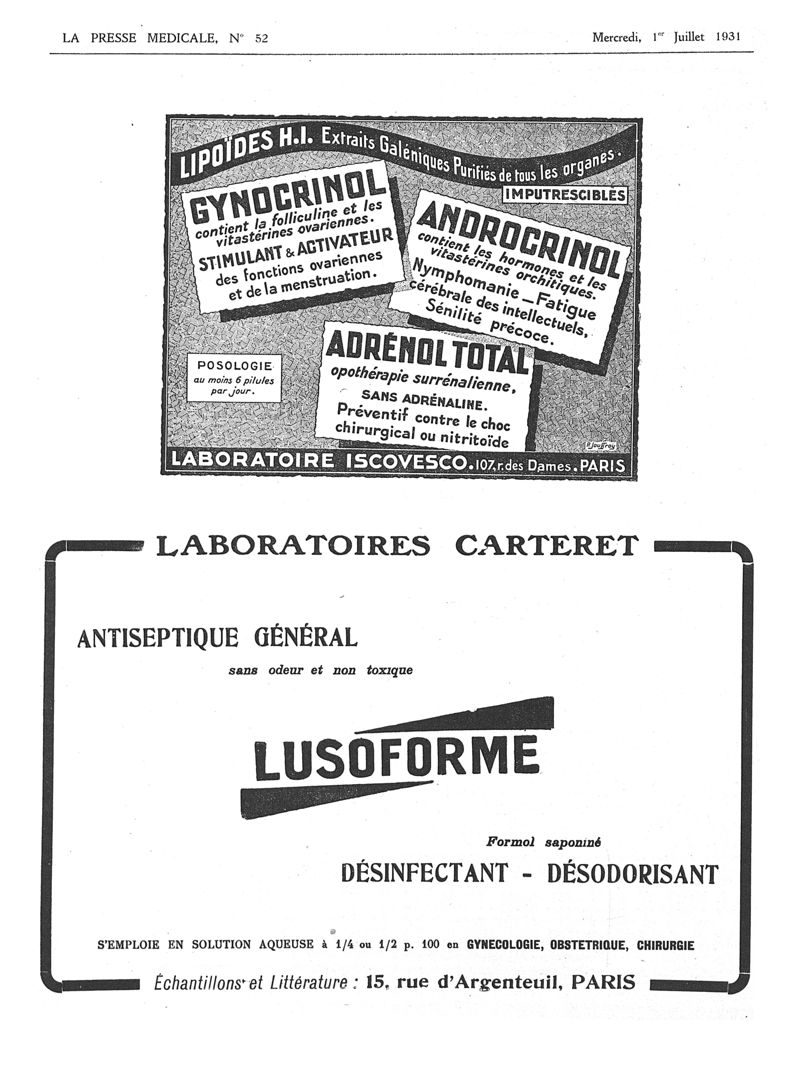 LA PRESSE MEDICALE, N° 52
Mercredi, 1er Juillet 1931
LIPOÏDES H.I. Extraits Galéniques Purifiés de tous les organes.
IMPUTRESCIBLES
GYNOCRINOL
contient la folliculine et les
vitastérines ovariennes.
STIMULANT & ACTIVATEUR
des fonctions ovariennes
et de la menstruation.
ANDROCRINOL
contient les hormones et les
vitastérines orchitiques.
Nymphomanie _ Fatigue
cérébrale des intellectuels,
Sénilité précoce.
ADRÉNOL TOTAL
opothérapie surrénalienne,
SANS ADRÉNALINE.
Préventif contre le choc
chirurgical ou nitritoïde
POSOLOGIE
au moins 6 pilules
par jour.
LABORATOIRE ISCOVESCO. 107, r. des Dames. PARIS
LABORATOIRES CARTERET
ANTISEPTIQUE GÉNÉRAL
sans odeur et non toxique
LUSOFORME
Formol saponiné
DÉSINFECTANT - DÉSODORISANT
S'EMPLOIE EN SOLUTION AQUEUSE à 1/4 ou 1/2 p. 100 en GYNECOLOGIE, OBSTETRIQUE, CHIRURGIE
Échantillons et Littérature : 15, rue d'Argenteuil, PARIS